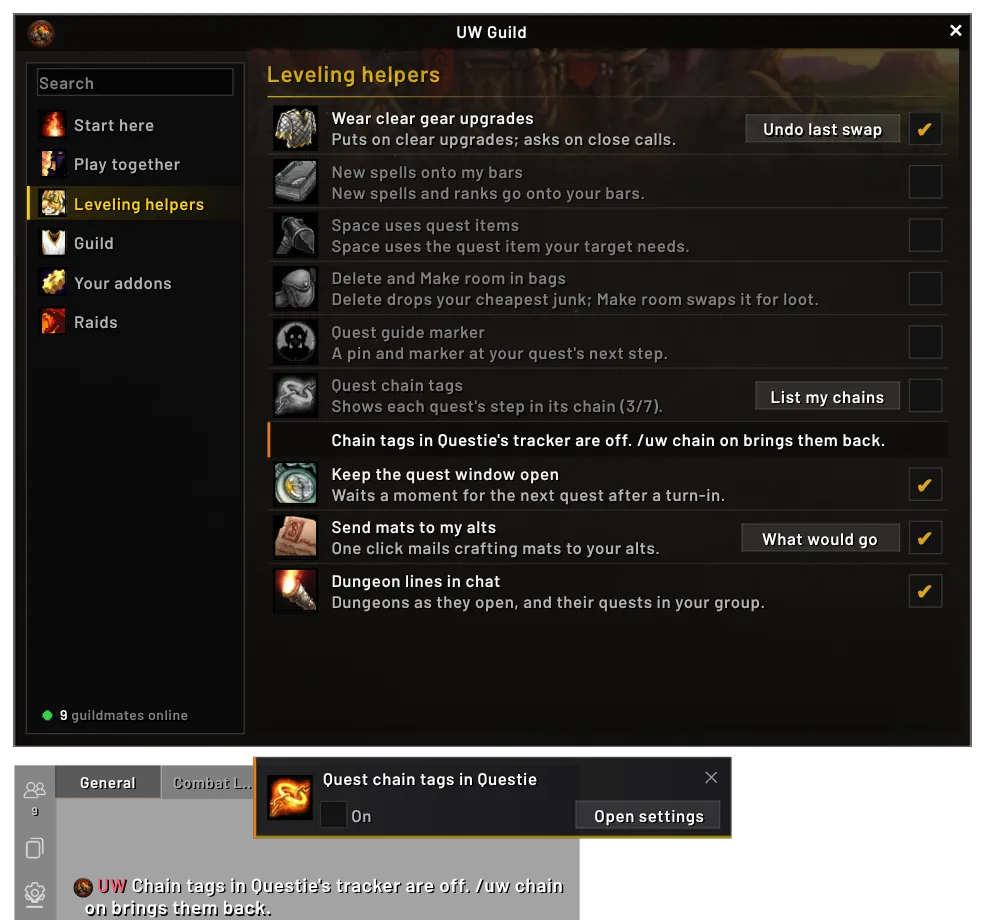 UW Guild
Search
Start here
Play together
Leveling helpers
Guild
Your addons
Raids
9 guildmates online
Leveling helpers
Wear clear gear upgrades
Puts on clear upgrades; asks on close calls.
Undo last swap
New spells onto my bars
New spells and ranks go onto your bars.
Space uses quest items
Space uses the quest item your target needs.
Delete and Make room in bags
Delete drops your cheapest junk; Make room swaps it for loot.
Quest guide marker
A pin and marker at your quest's next step.
Quest chain tags
Shows each quest's step in its chain (3/7).
List my chains
Chain tags in Questie's tracker are off. /uw chain on brings them back.
Keep the quest window open
Waits a moment for the next quest after a turn-in.
Send mats to my alts
One click mails crafting mats to your alts.
What would go
Dungeon lines in chat
Dungeons as they open, and their quests in your group.
9
General
Combat L...
Quest chain tags in Questie
On
Open settings
UW Chain tags in Questie's tracker are off. /uw chain
on brings them back.